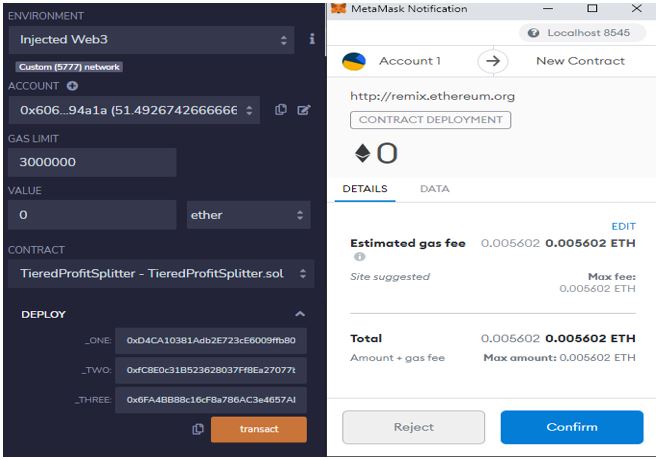 ENVIRONMENT
Injected Web3
Custom (5777) network
ACCOUNT
0x606...94a1a (51.4926742666666
GAS LIMIT
3000000
VALUE
0 ether
CONTRACT
TieredProfitSplitter - TieredProfitSplitter.sol
DEPLOY
_ONE: 0xD4CA10381Adb2E723cE6009ffb80
_TWO: 0xfC8E0c31B523628037Ff8Ea27077b
_THREE: 0x6FA4BB88c16cF8a786AC3e4657Al
transact
MetaMask Notification
Localhost 8545
Account 1 New Contract
http://remix.ethereum.org
CONTRACT DEPLOYMENT
0
DETAILS DATA
EDIT
Estimated gas fee 0.005602 0.005602 ETH
Site suggested Max fee:
0.005602 ETH
Total 0.005602 0.005602 ETH
Amount + gas fee Max amount: 0.005602 ETH
Reject Confirm